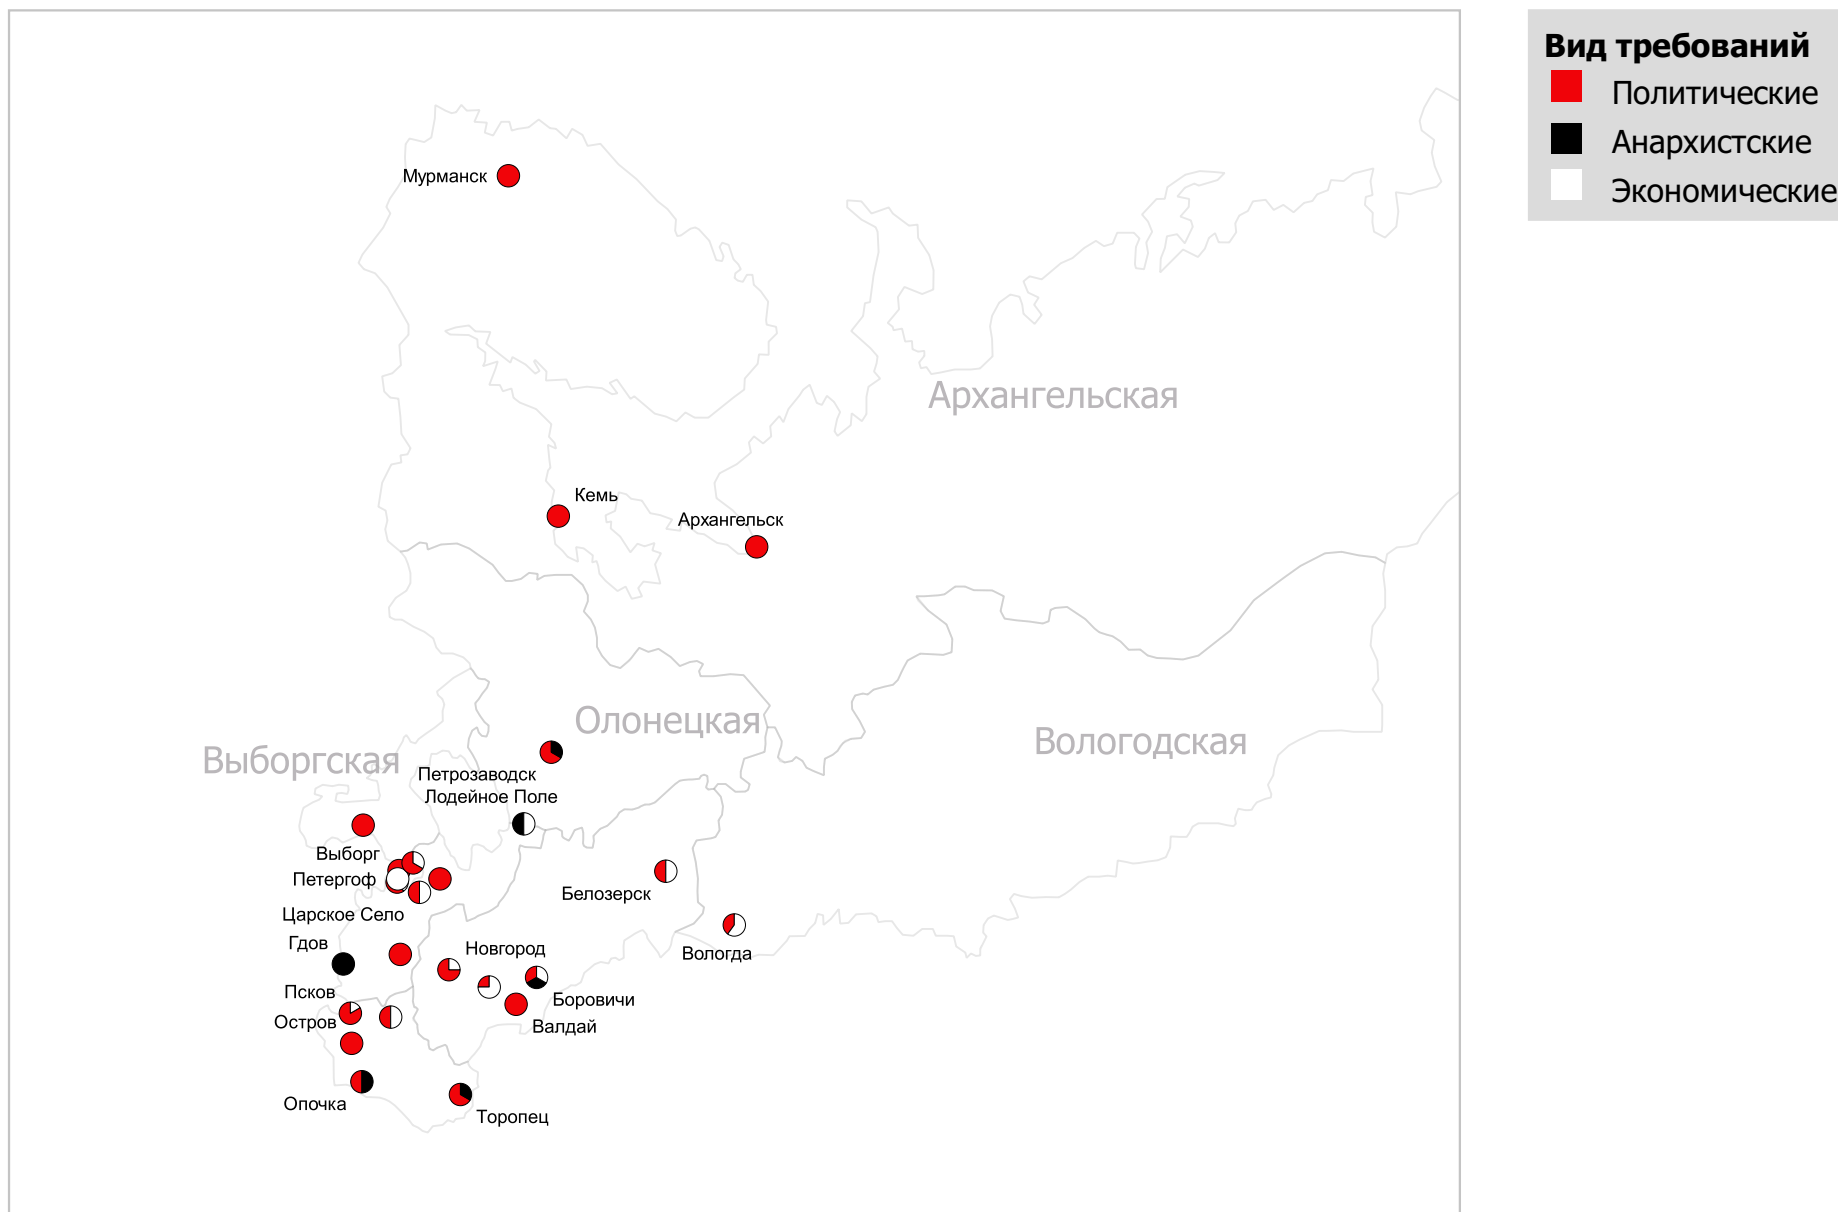 Вид требований
Политические
Анархистские
Экономические
Мурманск
Архангельская
Кемь
Архангельск
Олонецкая
Вологодская
Выборгская
Петрозаводск
Лодейное Поле
Выборг
Петергоф
Белозерск
Царское Село
Гдов
Новгород
Вологда
Псков
Боровичи
Остров
Валдай
Опочка
Торопец